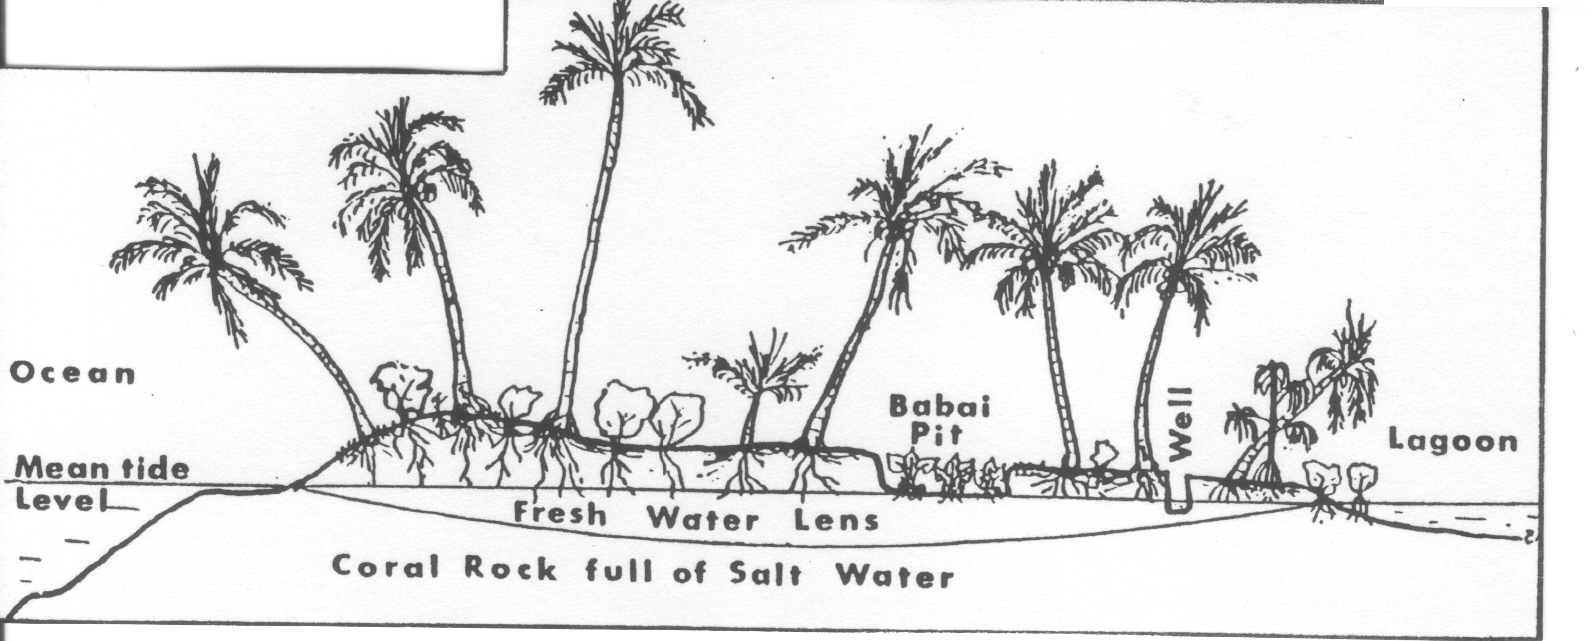 Ocean
Mean tide
Level
Babai
Pit
Well
Lagoon
Fresh Water Lens
Coral Rock full of Salt Water